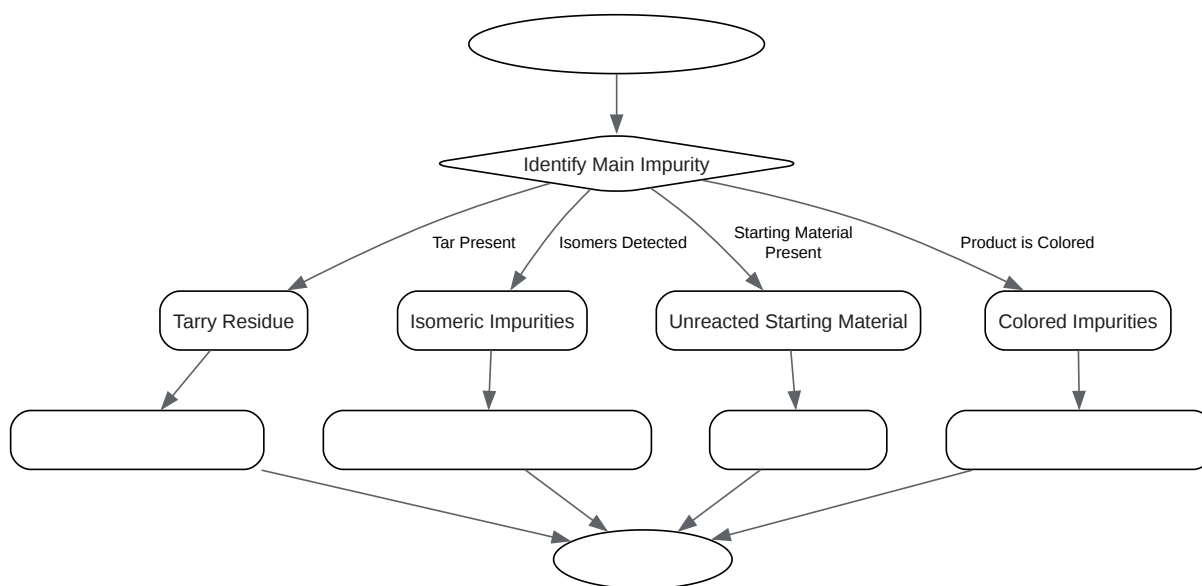 Identify Main Impurity
Tar Present
Isomers Detected
Starting Material
Present
Product is Colored
Tarry Residue
Isomeric Impurities
Unreacted Starting Material
Colored Impurities